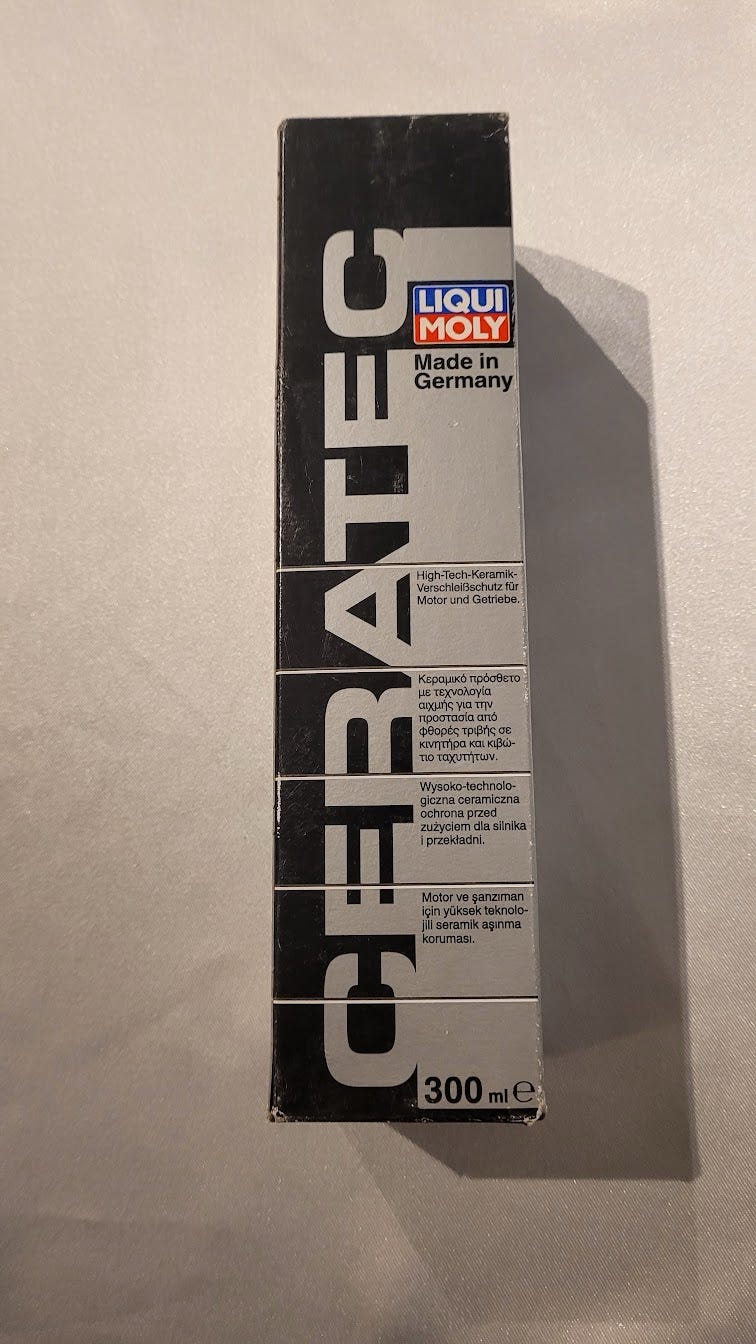 CERATEC
LIQUI
MOLY
Made in
Germany
High-Tech-Keramik-
Verschleißschutz für
Motor und Getriebe.
Κεραμικό πρόσθετο
με τεχνολογία
αιχμής για την
προστασία από
φθορές τριβής σε
κινητήρα και κιβώ-
τιο ταχυτήτων.
Wysoko-technolo-
giczna ceramiczna
ochrona przed
zużyciem dla silnika
i przekładni.
Motor ve şanzıman
için yüksek teknolo-
jili seramik aşınma
koruması.
300 ml ℮